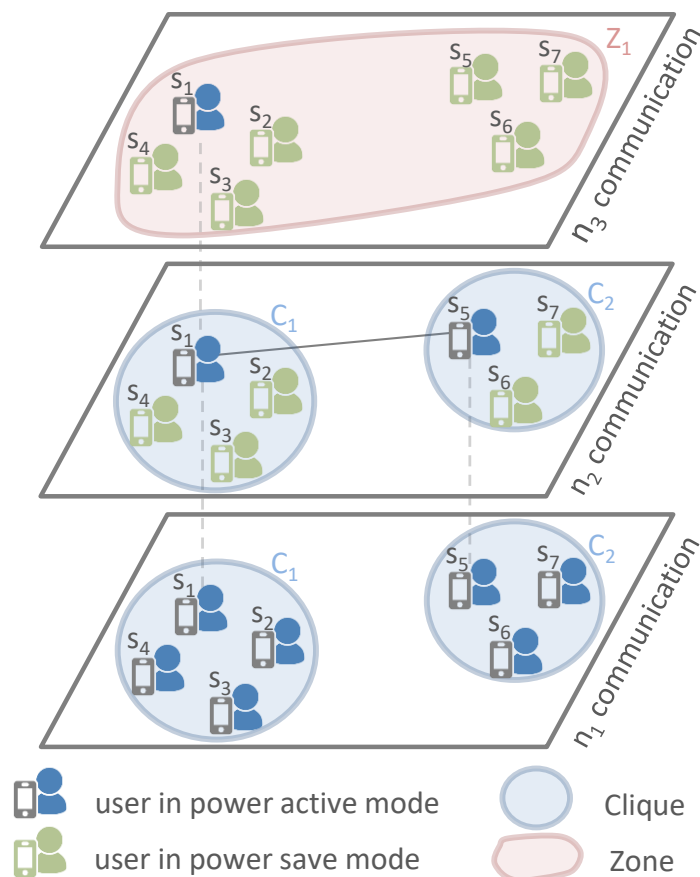 Z₁
s₁
s₅
s₇
s₂
s₆
s₄
s₃
n₃ communication
C₁
C₂
s₁
s₅
s₇
s₂
s₆
s₄
s₃
n₂ communication
C₁
C₂
s₁
s₅
s₇
s₂
s₆
s₄
s₃
n₁ communication
user in power active mode
Clique
user in power save mode
Zone